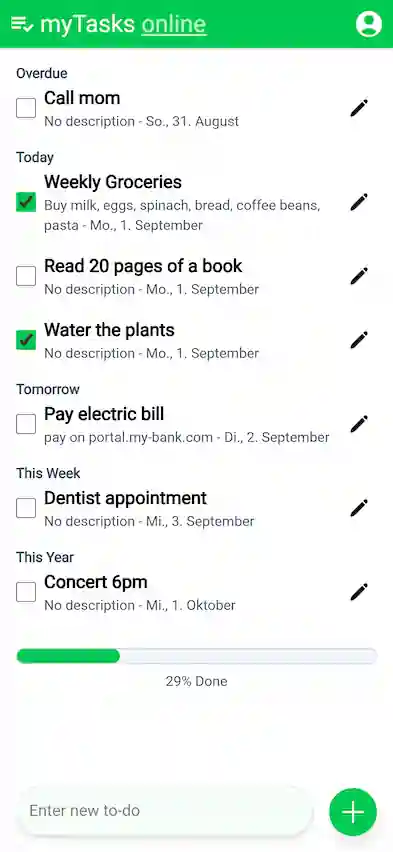 myTasks online
Overdue
Call mom
No description - So., 31. August
Today
Weekly Groceries
Buy milk, eggs, spinach, bread, coffee beans,
pasta - Mo., 1. September
Read 20 pages of a book
No description - Mo., 1. September
Water the plants
No description - Mo., 1. September
Tomorrow
Pay electric bill
pay on portal.my-bank.com - Di., 2. September
This Week
Dentist appointment
No description - Mi., 3. September
This Year
Concert 6pm
No description - Mi., 1. Oktober
29% Done
Enter new to-do